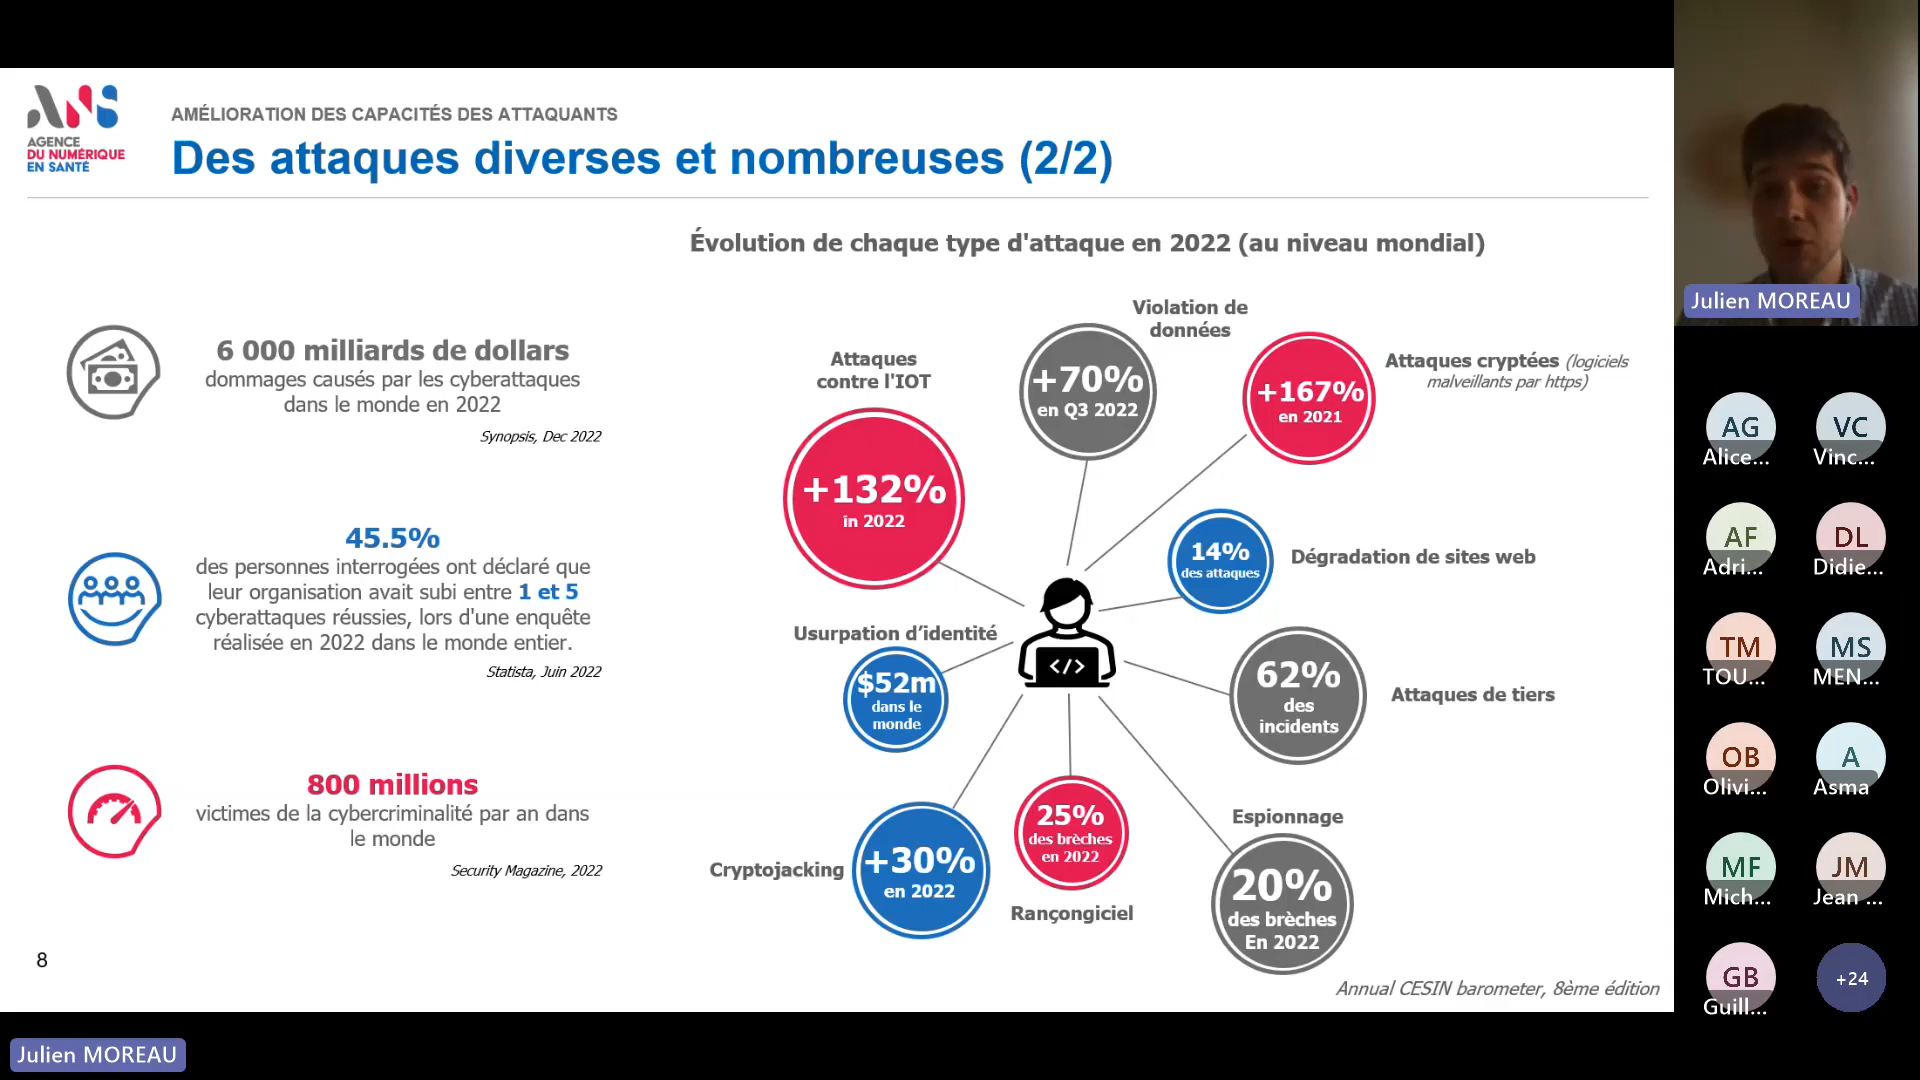 ANS
AGENCE
DU NUMÉRIQUE
EN SANTÉ
AMÉLIORATION DES CAPACITÉS DES ATTAQUANTS
Des attaques diverses et nombreuses (2/2)
6 000 milliards de dollars
dommages causés par les cyberattaques
dans le monde en 2022
Synopsis, Dec 2022
45.5%
des personnes interrogées ont déclaré que
leur organisation avait subi entre 1 et 5
cyberattaques réussies, lors d'une enquête
réalisée en 2022 dans le monde entier.
Statista, Juin 2022
800 millions
victimes de la cybercriminalité par an dans
le monde
Security Magazine, 2022
8
Évolution de chaque type d'attaque en 2022 (au niveau mondial)
Attaques
contre l'IOT
+132%
in 2022
Violation de
données
+70%
en Q3 2022
+167%
en 2021
Attaques cryptées (logiciels
malveillants par https)
14%
des attaques
Dégradation de sites web
Usurpation d’identité
$52m
dans le
monde
</>
62%
des
incidents
Attaques de tiers
Cryptojacking
+30%
en 2022
25%
des brèches
en 2022
Rançongiciel
Espionnage
20%
des brèches
En 2022
Annual CESIN barometer, 8ème édition
Julien MOREAU
Julien MOREAU
AG
Alice...
VC
Vinc...
AF
Adri...
DL
Didie...
TM
TOU...
MS
MEN...
OB
Olivi...
A
Asma
MF
Mich...
JM
Jean ...
GB
Guill...
+24